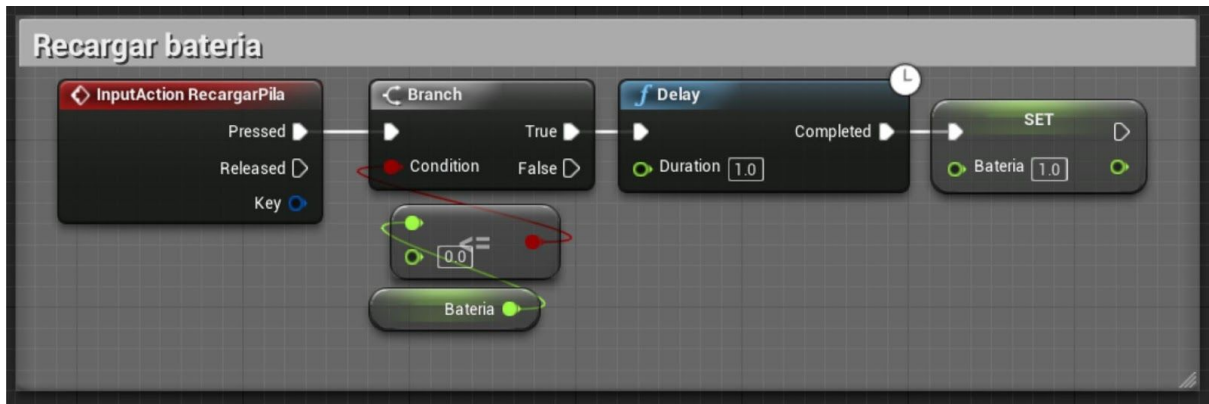 Recargar bateria
InputAction RecargarPila
Pressed
Released
Key
Branch
True
Condition
False
Delay
Completed
Duration 1.0
SET
Bateria 1.0
<=
0.0
Bateria